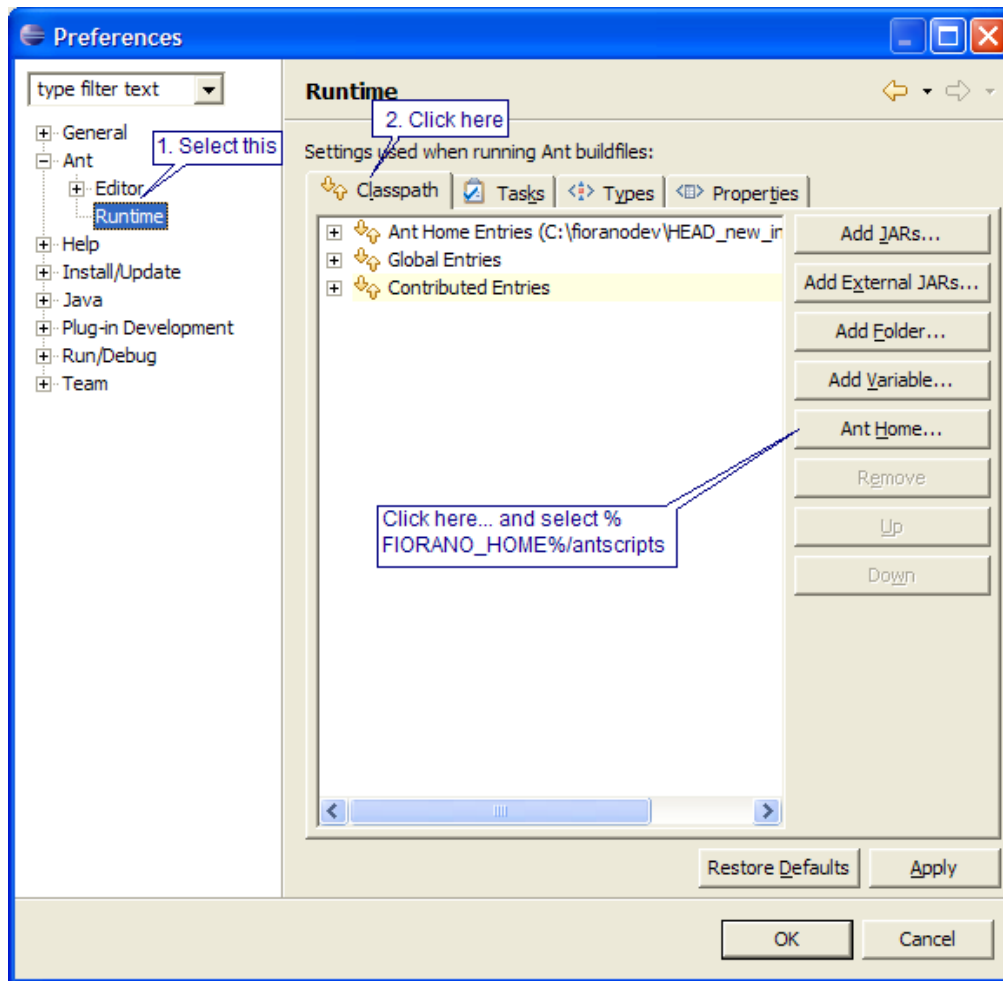 Preferences
type filter text
Runtime
2. Click here
General
1. Select this
Settings used when running Ant buildfiles:
Ant
Editor
Runtime
Help
Install/Update
Java
Plug-in Development
Run/Debug
Team
Classpath
Tasks
Types
Properties
Ant Home Entries (C:\fioranodev\HEAD_new_in
Global Entries
Contributed Entries
Add JARs...
Add External JARs...
Add Folder...
Add Variable...
Ant Home...
Remove
Up
Down
Click here... and select %
FIORANO_HOME%/antscripts
Restore Defaults
Apply
OK
Cancel